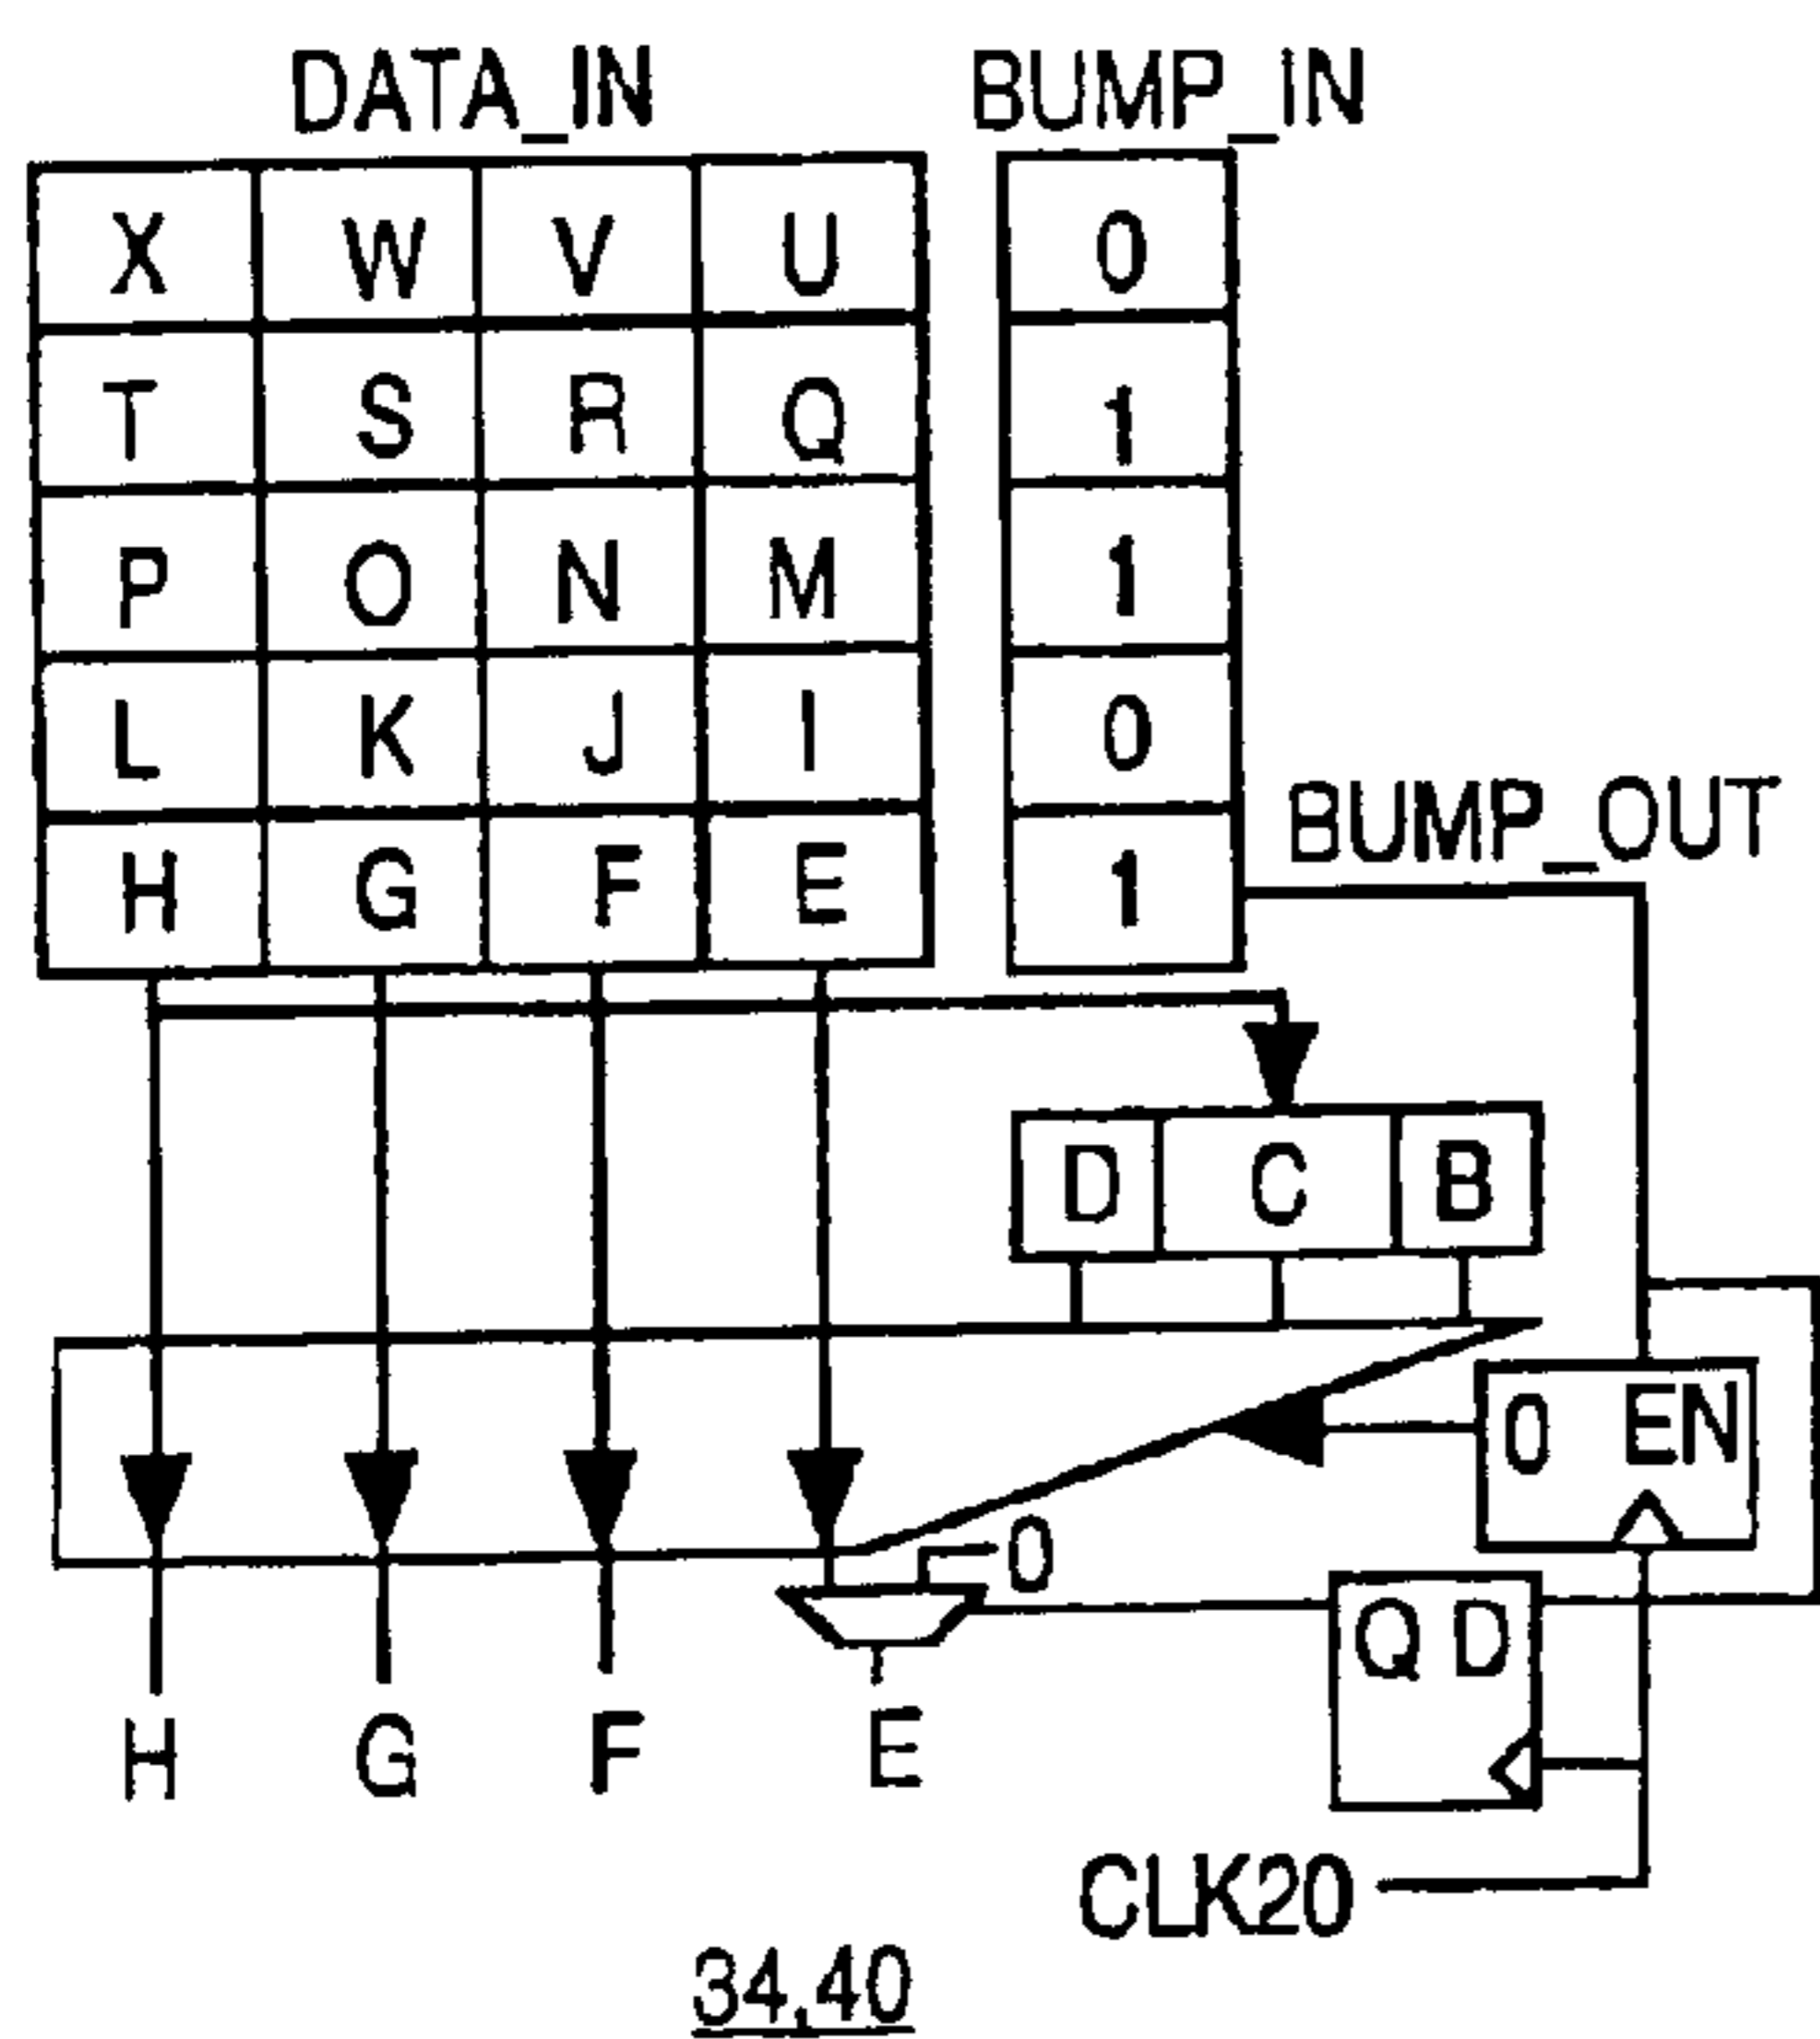 DATA_IN BUMP_IN
X W V U 0
T S R Q 1
P O N M 1
L K J I 0
BUMP_OUT
H G F E 1
D C B
0 EN
0
Q D
H G F E
CLK20
34,40